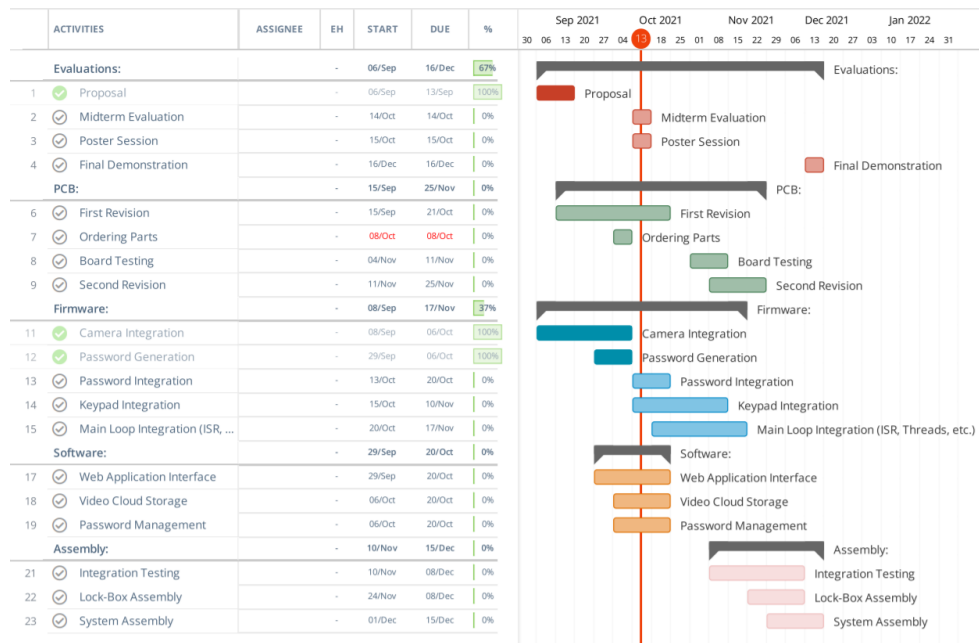 Sep 2021 Oct 2021 Nov 2021 Dec 2021 Jan 2022
ACTIVITIES ASSIGNEE EH START DUE %
30 06 13 20 27 04 13 18 25 01 08 15 22 29 06 13 20 27 03 10 17 24 31
Evaluations: - 06/Sep 16/Dec 67% Evaluations:
1 Proposal - 06/Sep 13/Sep 100% Proposal
2 Midterm Evaluation - 14/Oct 14/Oct 0% Midterm Evaluation
3 Poster Session - 15/Oct 15/Oct 0% Poster Session
4 Final Demonstration - 16/Dec 16/Dec 0% Final Demonstration
PCB: - 15/Sep 25/Nov 0% PCB:
6 First Revision - 15/Sep 21/Oct 0% First Revision
7 Ordering Parts - 08/Oct 08/Oct 0% Ordering Parts
8 Board Testing - 04/Nov 11/Nov 0% Board Testing
9 Second Revision - 11/Nov 25/Nov 0% Second Revision
Firmware: - 08/Sep 17/Nov 37% Firmware:
11 Camera Integration - 08/Sep 06/Oct 100% Camera Integration
12 Password Generation - 29/Sep 06/Oct 100% Password Generation
13 Password Integration - 13/Oct 20/Oct 0% Password Integration
14 Keypad Integration - 15/Oct 10/Nov 0% Keypad Integration
15 Main Loop Integration (ISR, ... - 20/Oct 17/Nov 0% Main Loop Integration (ISR, Threads, etc.)
Software: - 29/Sep 20/Oct 0% Software:
17 Web Application Interface - 29/Sep 20/Oct 0% Web Application Interface
18 Video Cloud Storage - 06/Oct 20/Oct 0% Video Cloud Storage
19 Password Management - 06/Oct 20/Oct 0% Password Management
Assembly: - 10/Nov 15/Dec 0% Assembly:
21 Integration Testing - 10/Nov 08/Dec 0% Integration Testing
22 Lock-Box Assembly - 24/Nov 08/Dec 0% Lock-Box Assembly
23 System Assembly - 01/Dec 15/Dec 0% System Assembly